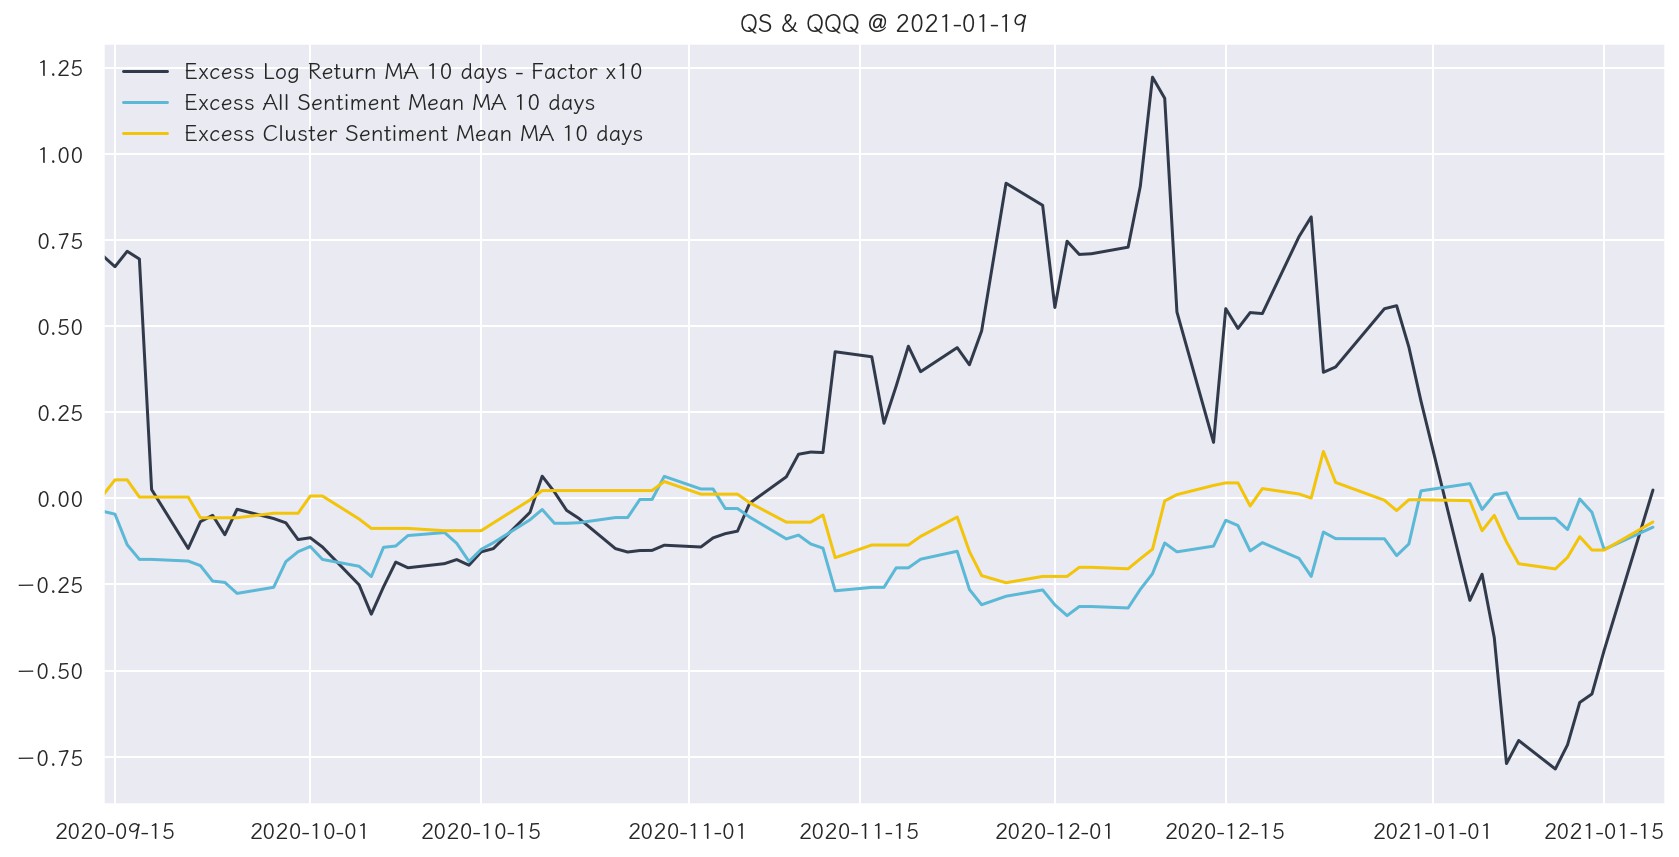 QS & QQQ @ 2021-01-19
Excess Log Return MA 10 days - Factor x10
Excess All Sentiment Mean MA 10 days
Excess Cluster Sentiment Mean MA 10 days
1.25
1.00
0.75
0.50
0.25
0.00
−0.25
−0.50
−0.75
2020-09-15 2020-10-01 2020-10-15 2020-11-01 2020-11-15 2020-12-01 2020-12-15 2021-01-01 2021-01-15